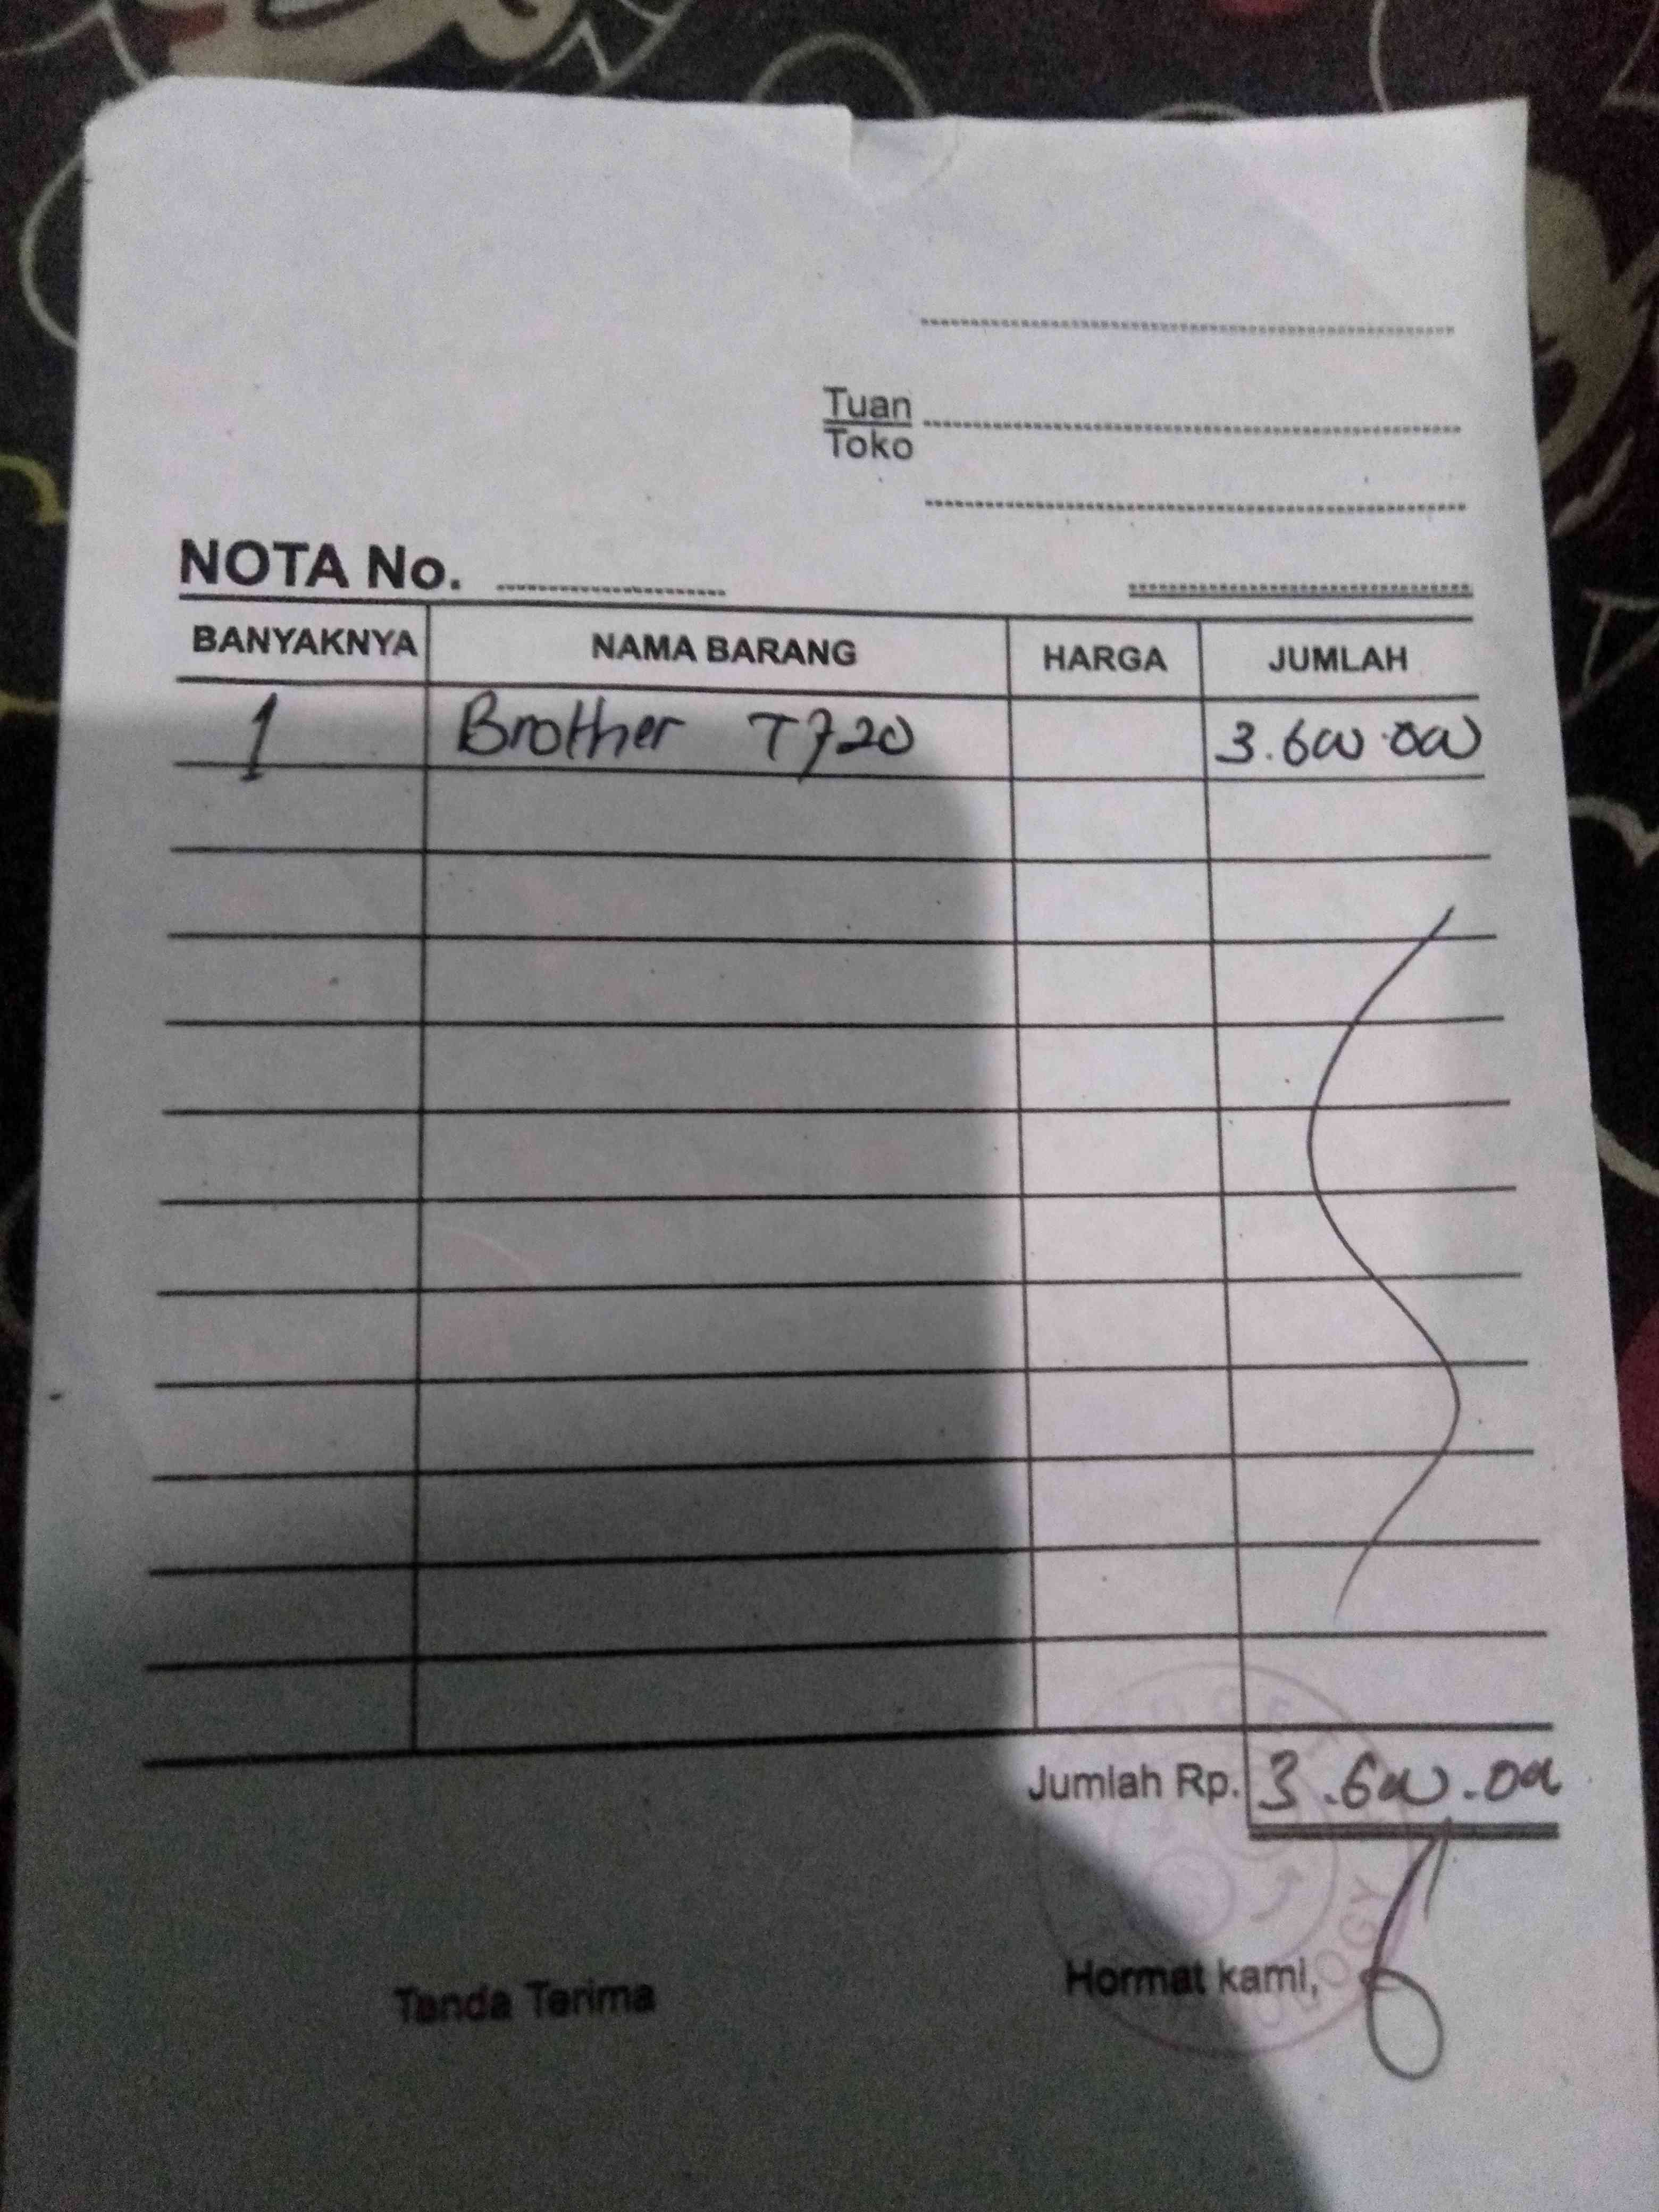 Tuan
Toko
NOTA No.
BANYAKNYA NAMA BARANG HARGA JUMLAH
1 Brother T720 3.600.000
Jumlah Rp. 3.600.000
Tanda Terima Hormat kami,